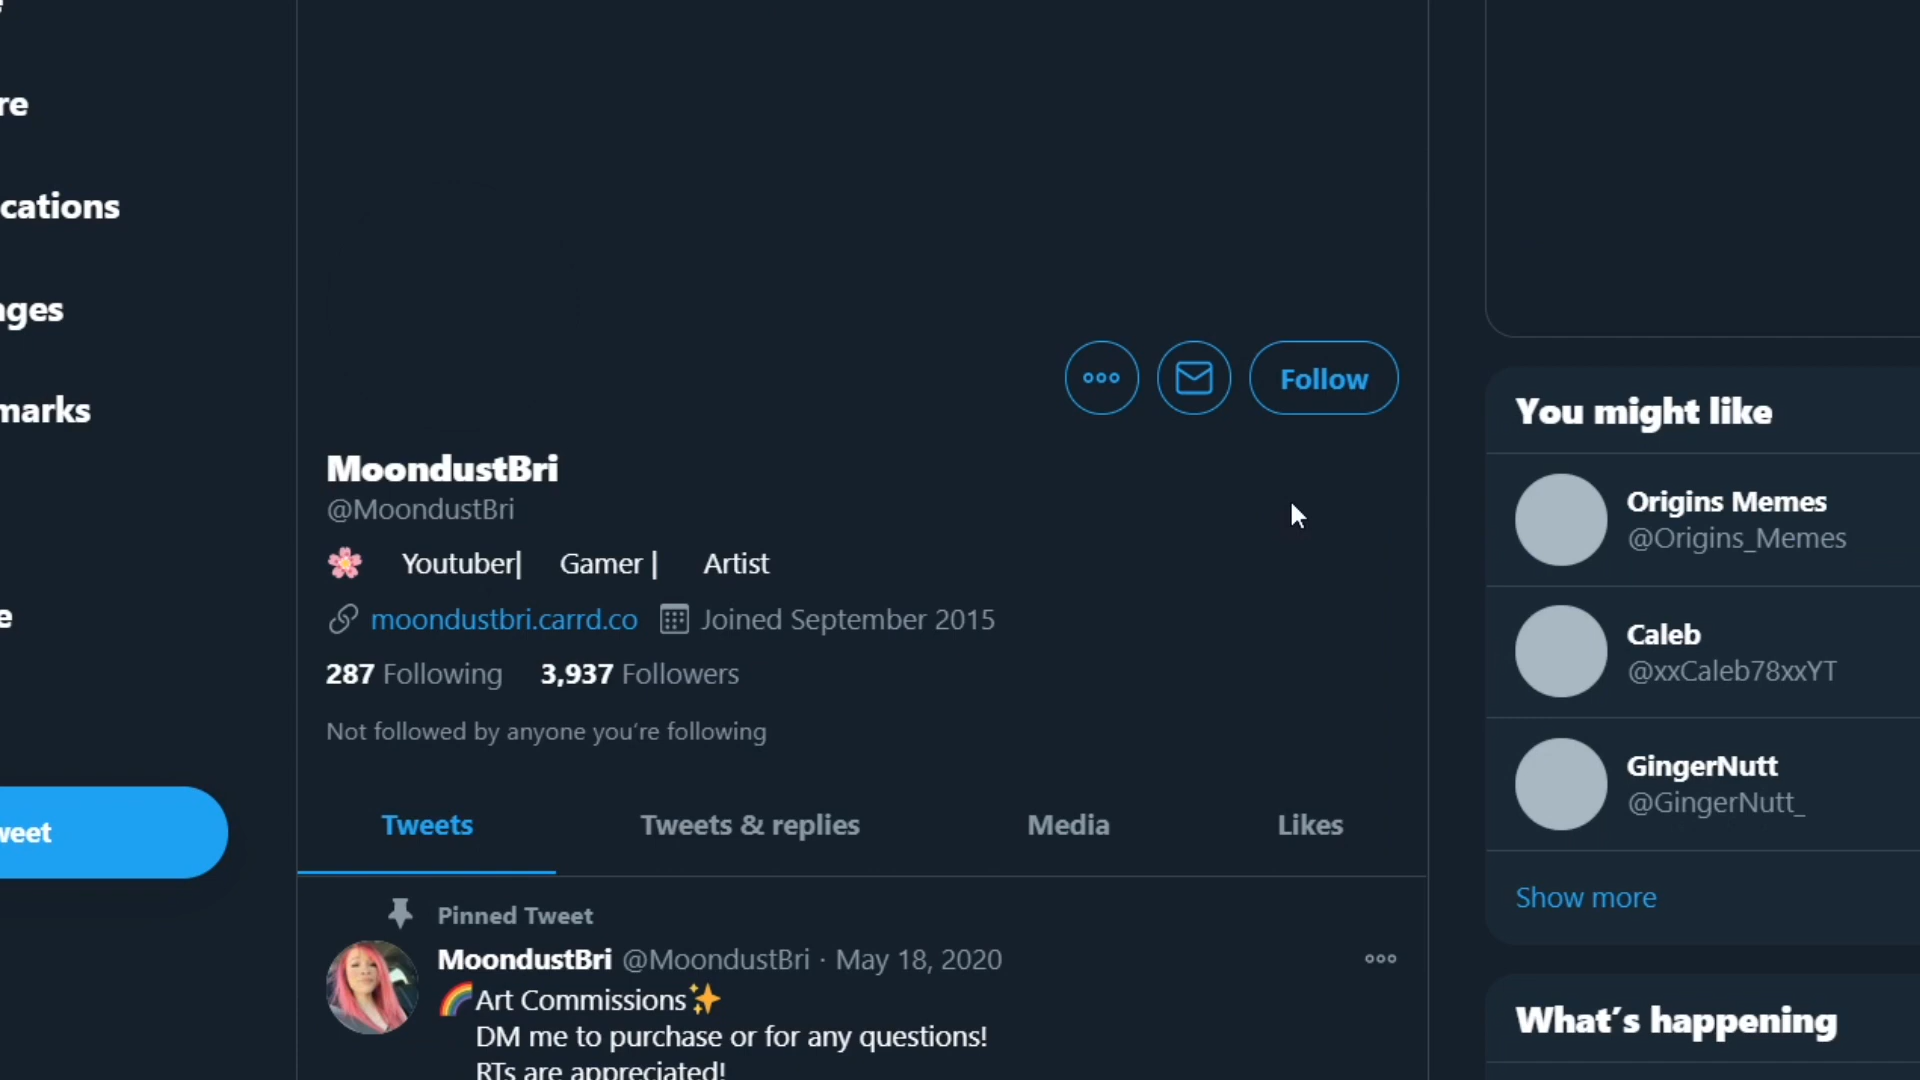 re
cations
ages
marks
e
weet
Follow
MoondustBri
@MoondustBri
🌸 Youtuber| Gamer | Artist
moondustbri.carrd.co Joined September 2015
287 Following 3,937 Followers
Not followed by anyone you're following
Tweets Tweets & replies Media Likes
Pinned Tweet
MoondustBri @MoondustBri · May 18, 2020
🌈Art Commissions✨
DM me to purchase or for any questions!
RTs are appreciated!
You might like
Origins Memes
@Origins_Memes
Caleb
@xxCaleb78xxYT
GingerNutt
@GingerNutt_
Show more
What's happening